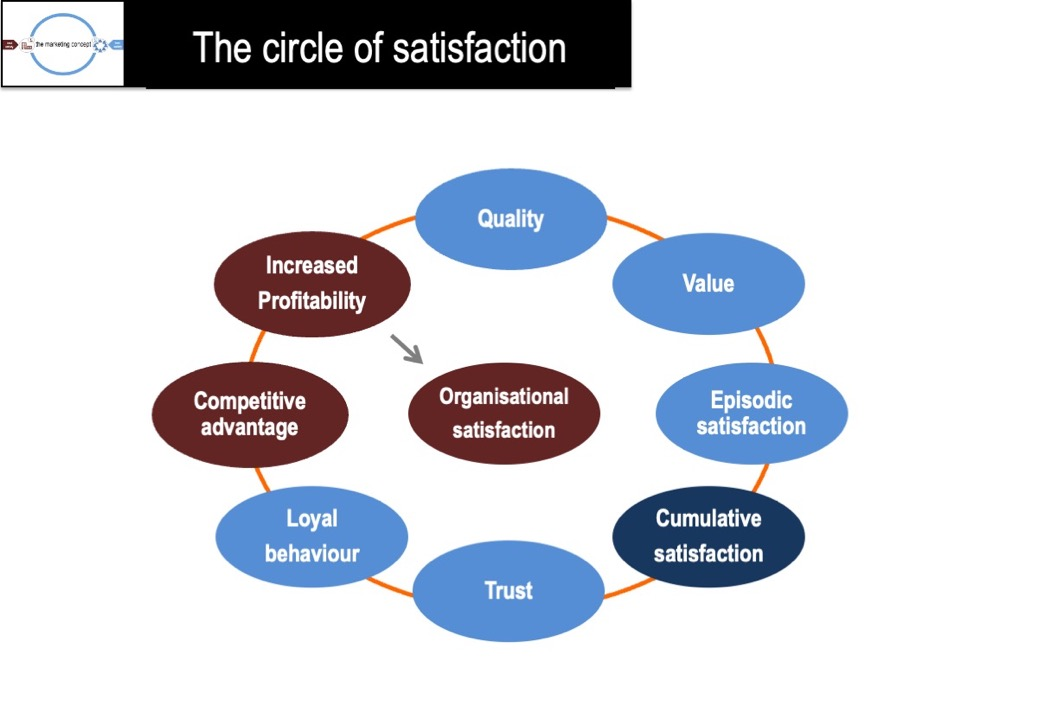 the marketing concept
The circle of satisfaction
Quality
Increased
Profitability
Value
Organisational
satisfaction
Competitive
advantage
Episodic
satisfaction
Loyal
behaviour
Cumulative
satisfaction
Trust